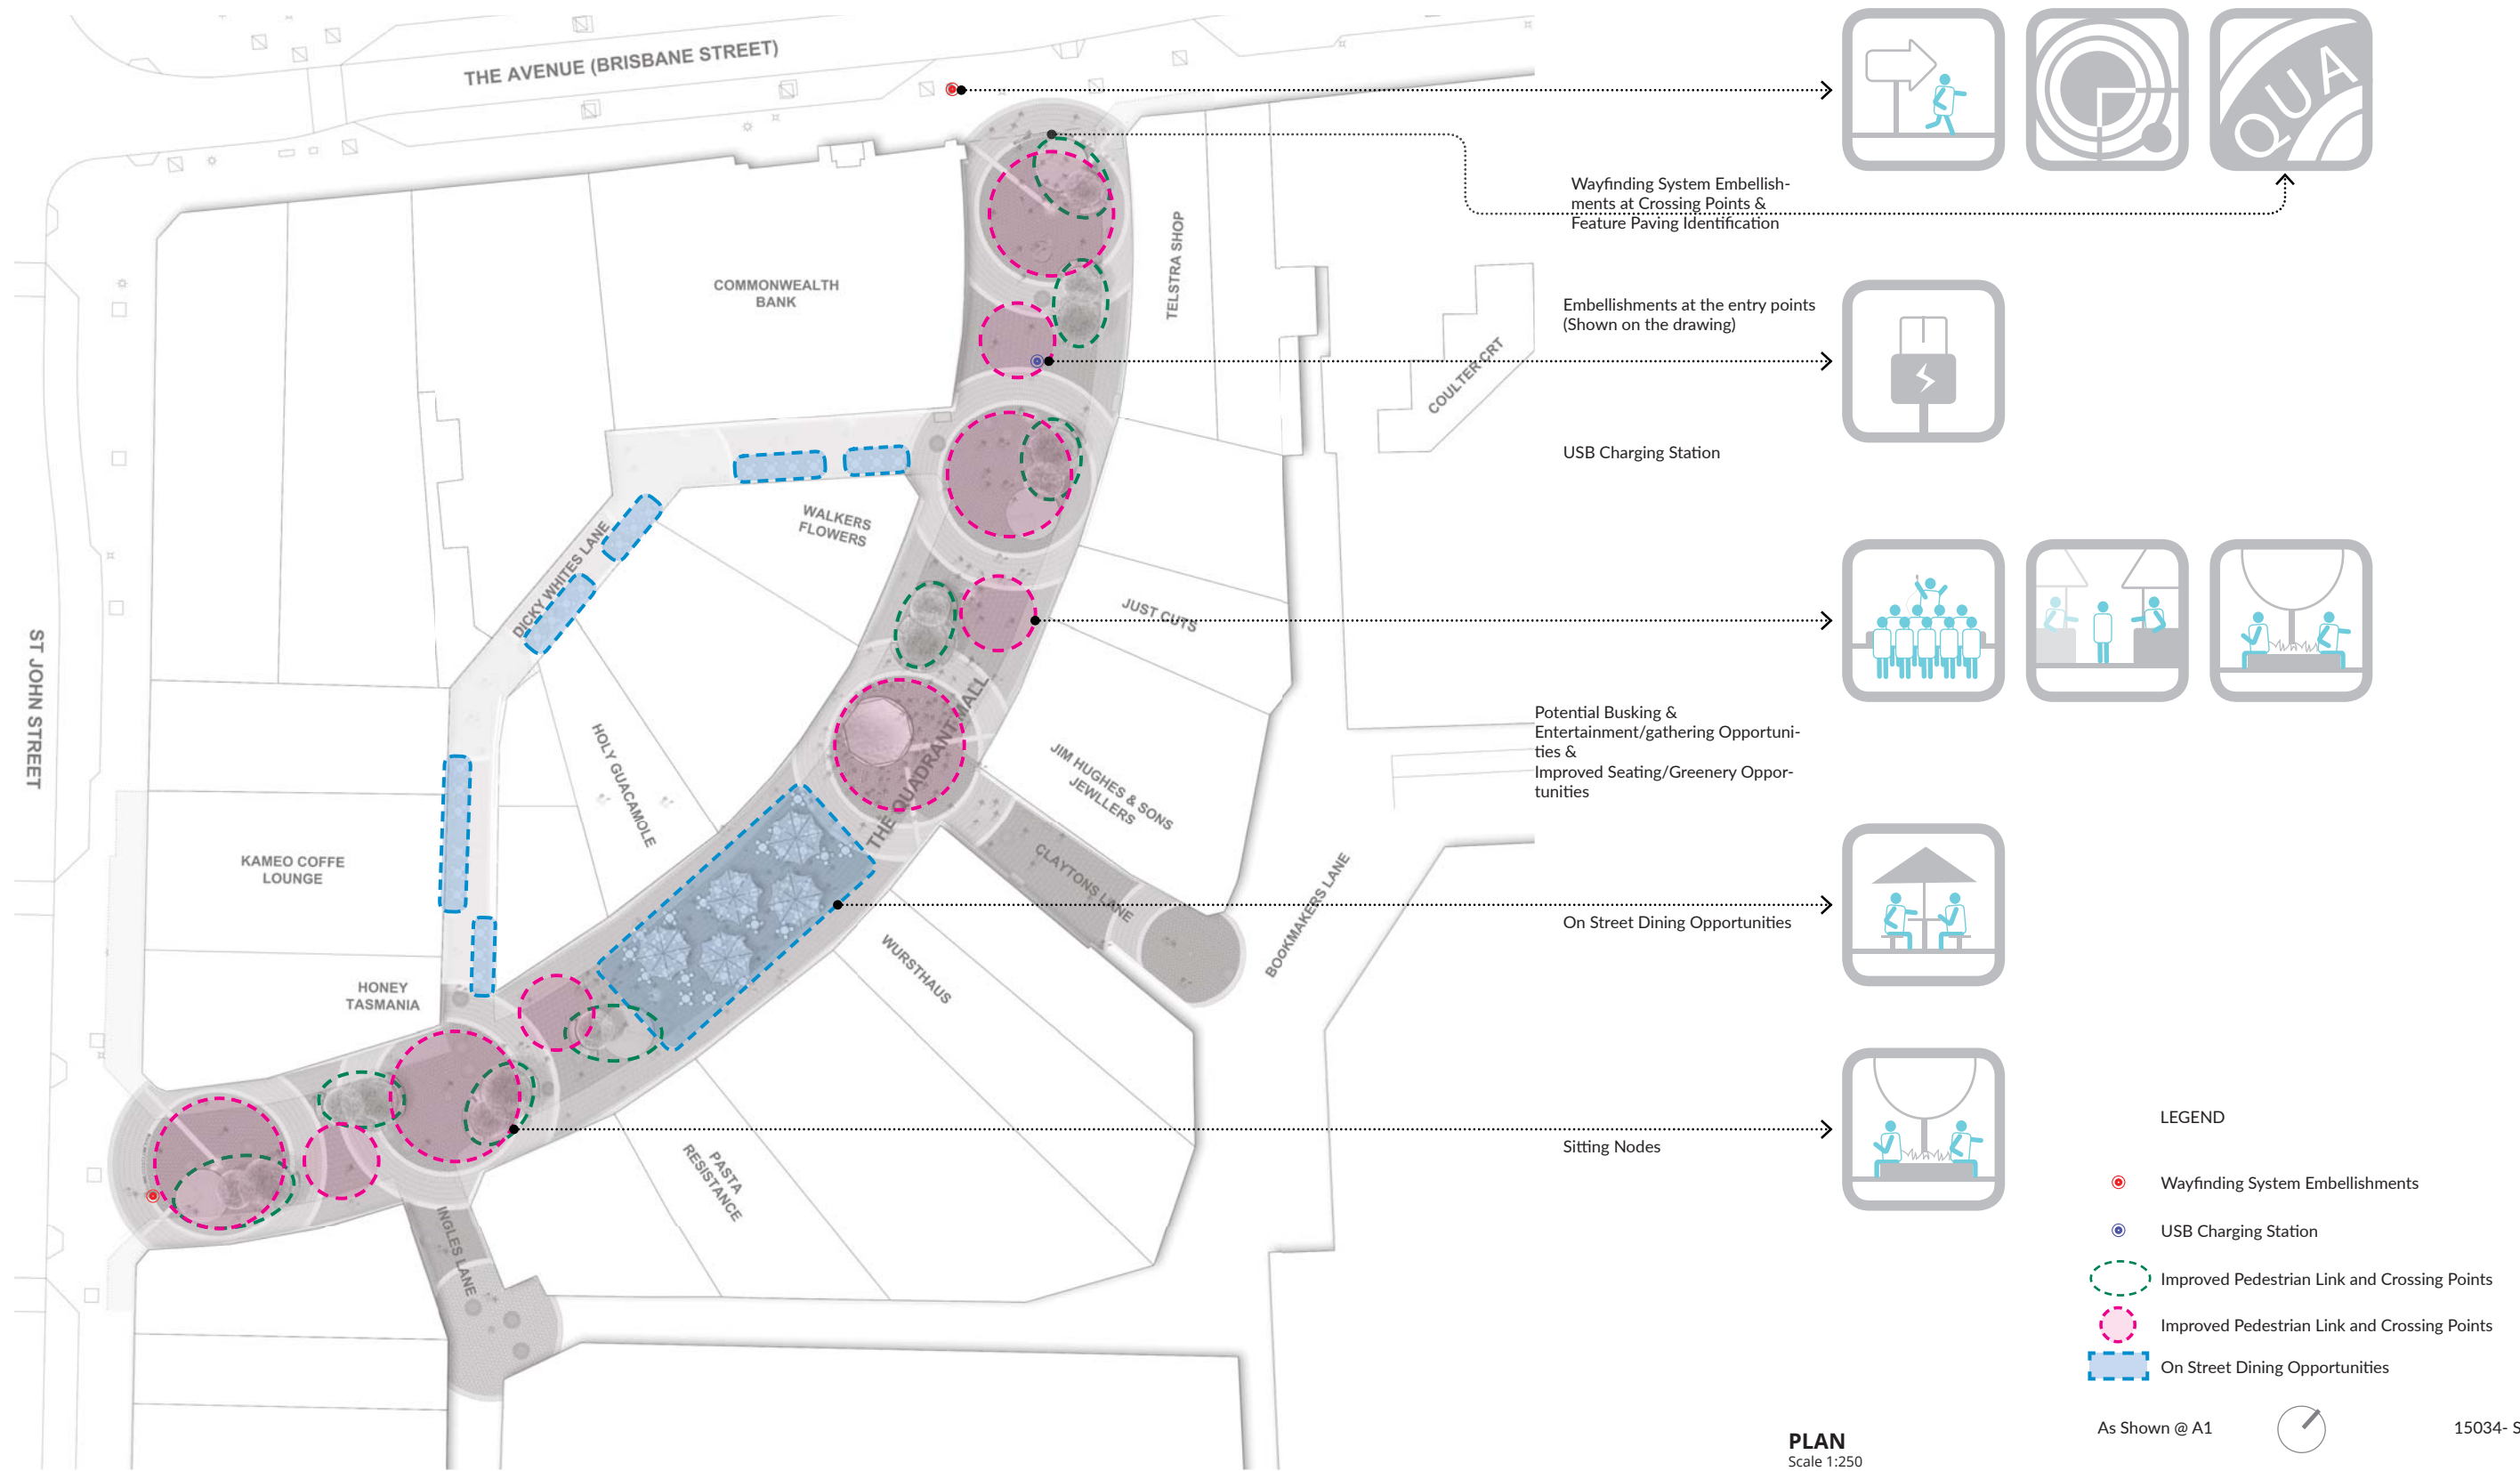 THE AVENUE (BRISBANE STREET)
QUA
Wayfinding System Embellish-
ments at Crossing Points &
Feature Paving Identification
TELSTRA SHOP
COMMONWEALTH
BANK
Embellishments at the entry points
(Shown on the drawing)
COULTER CRT
USB Charging Station
WALKERS
FLOWERS
DICKY WHITES LANE
JUST CUTS
ST JOHN STREET
THE QUADRANT MALL
HOLY GUACAMOLE
JIM HUGHES & SONS
JEWLLERS
Potential Busking &
Entertainment/gathering Opportuni-
ties &
Improved Seating/Greenery Oppor-
tunities
KAMEO COFFE
LOUNGE
CLAYTONS LANE
BOOKMAKERS LANE
On Street Dining Opportunities
WURSTHAUS
HONEY
TASMANIA
Sitting Nodes
PASTA
RESISTANCE
INGLES LANE
LEGEND
Wayfinding System Embellishments
USB Charging Station
Improved Pedestrian Link and Crossing Points
Improved Pedestrian Link and Crossing Points
On Street Dining Opportunities
As Shown @ A1
15034- S
PLAN
Scale 1:250